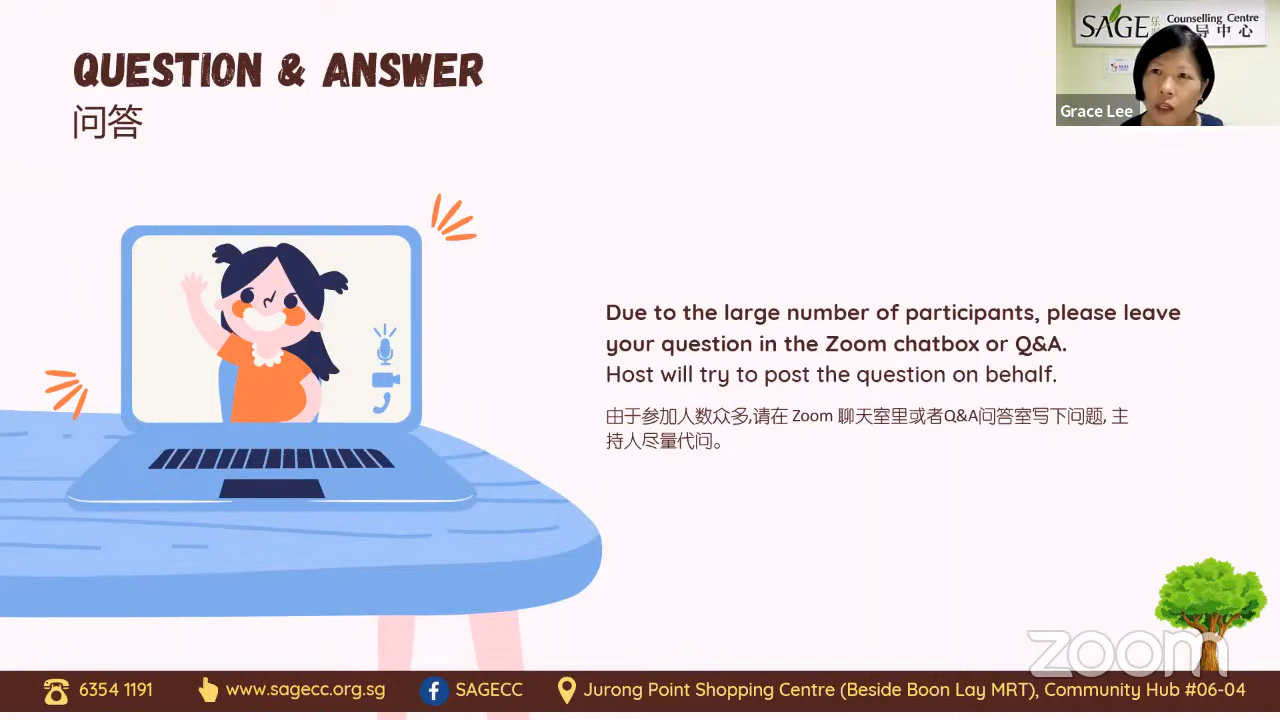 QUESTION & ANSWER
问答
SAGE Counselling Centre
导中心
Grace Lee
Due to the large number of participants, please leave
your question in the Zoom chatbox or Q&A.
Host will try to post the question on behalf.
由于参加人数众多,请在 Zoom 聊天室里或者Q&A问答室写下问题, 主
持人尽量代问。
zoom
6354 1191
www.sagecc.org.sg
SAGECC
Jurong Point Shopping Centre (Beside Boon Lay MRT), Community Hub #06-04